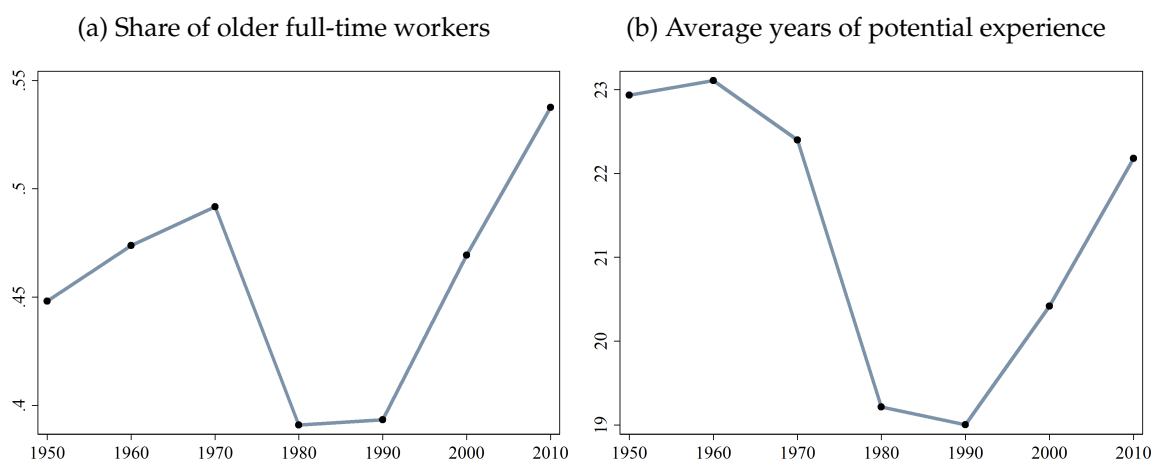 (a) Share of older full-time workers
.55
.5
.45
.4
1950 1960 1970 1980 1990 2000 2010
(b) Average years of potential experience
23
22
21
20
19
1950 1960 1970 1980 1990 2000 2010